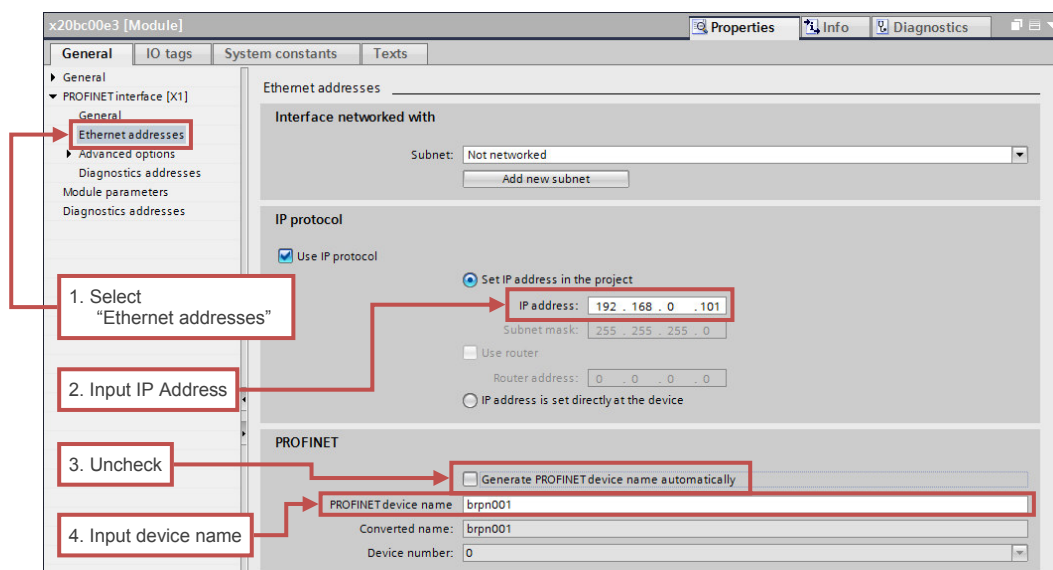 x20bc00e3 [Module]
Properties
Info
Diagnostics
General
IO tags
System constants
Texts
General
PROFINET interface [X1]
General
Ethernet addresses
Advanced options
Diagnostics addresses
Module parameters
Diagnostics addresses
Ethernet addresses
Interface networked with
Subnet: Not networked
Add new subnet
IP protocol
Use IP protocol
Set IP address in the project
IP address: 192 . 168 . 0 . 101
Subnet mask: 255 . 255 . 255 . 0
Use router
Router address: 0 . 0 . 0 . 0
IP address is set directly at the device
PROFINET
Generate PROFINET device name automatically
PROFINET device name brpn001
Converted name: brpn001
Device number: 0
1. Select
“Ethernet addresses”
2. Input IP Address
3. Uncheck
4. Input device name